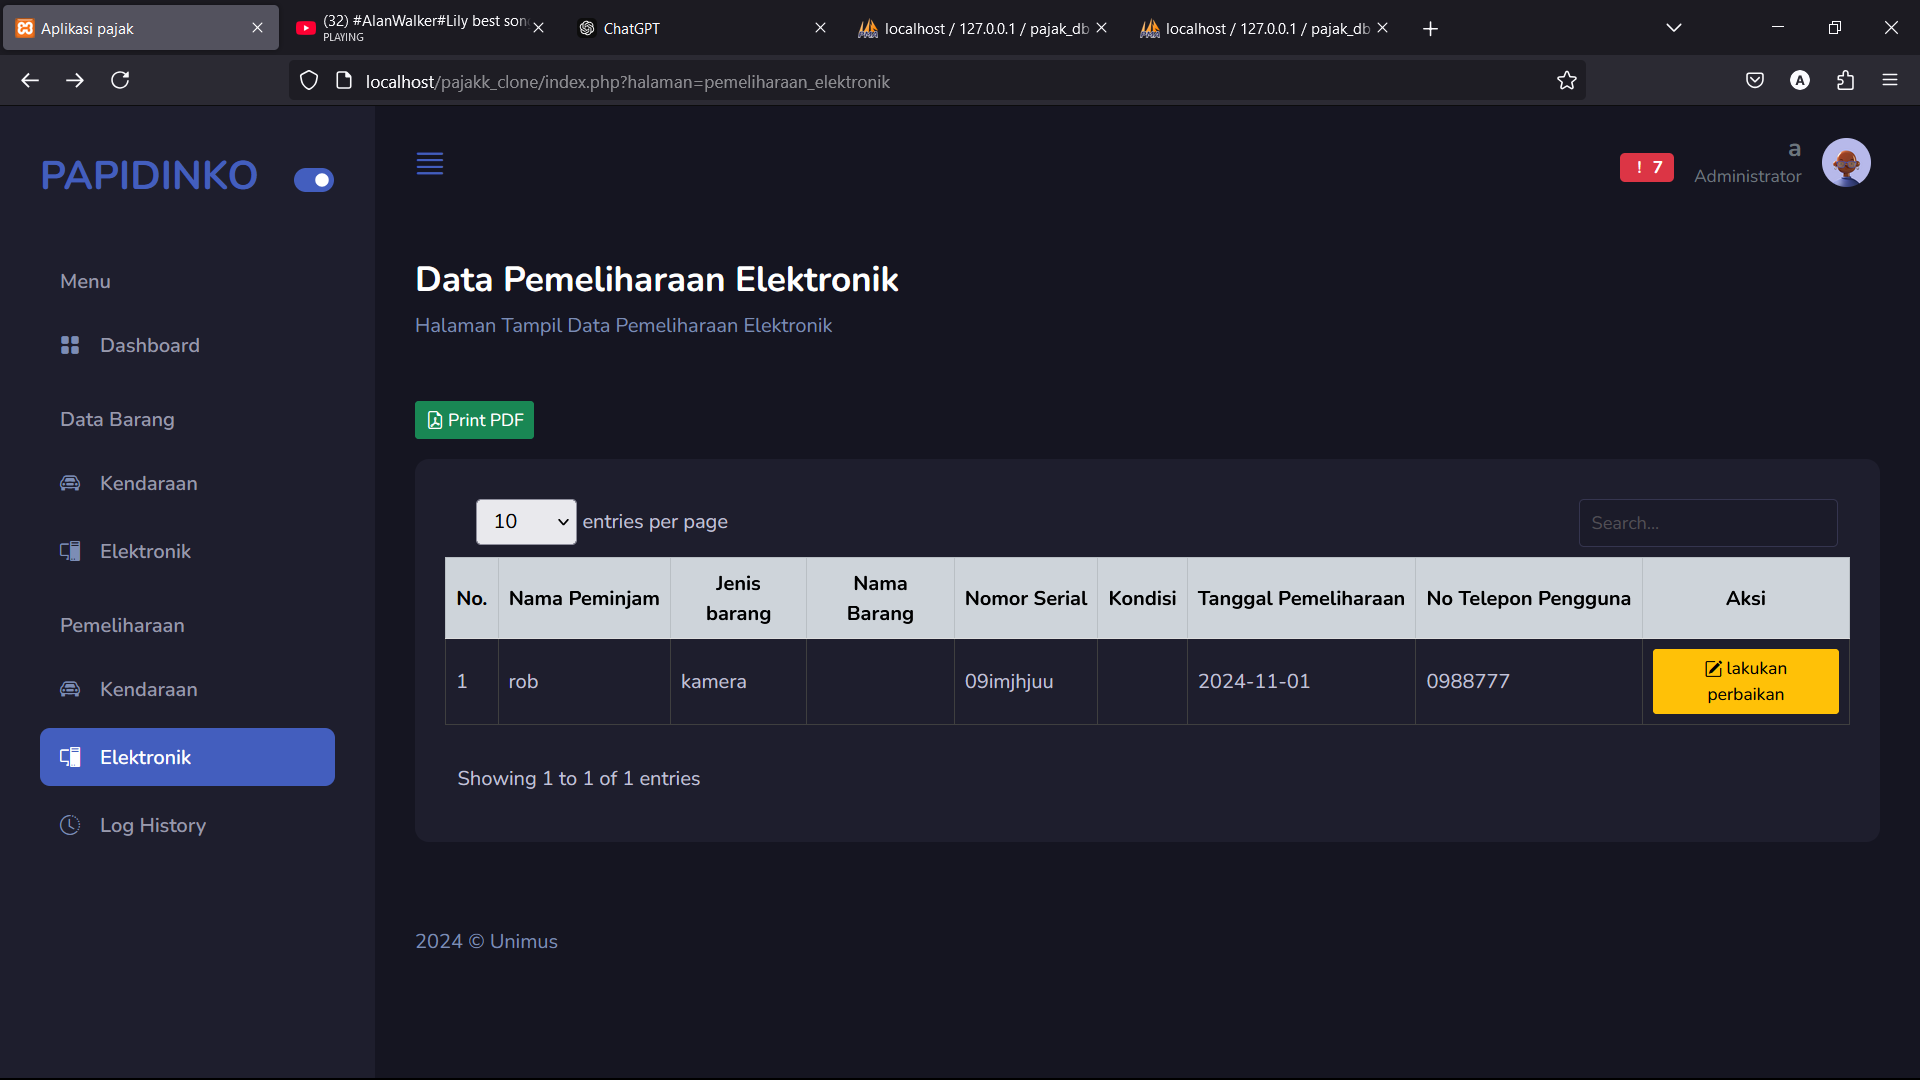 Aplikasi pajak
(32) #AlanWalker#Lily best son
PLAYING
ChatGPT
localhost / 127.0.0.1 / pajak_db
localhost / 127.0.0.1 / pajak_db
localhost/pajakk_clone/index.php?halaman=pemeliharaan_elektronik
A
PAPIDINKO
! 7
a
Administrator
Menu
Dashboard
Data Barang
Kendaraan
Elektronik
Pemeliharaan
Kendaraan
Elektronik
Log History
Data Pemeliharaan Elektronik
Halaman Tampil Data Pemeliharaan Elektronik
Print PDF
10 entries per page
Search...
No. Nama Peminjam Jenis barang Nama Barang Nomor Serial Kondisi Tanggal Pemeliharaan No Telepon Pengguna Aksi
1 rob kamera 09imjhjuu 2024-11-01 0988777 lakukan perbaikan
Showing 1 to 1 of 1 entries
2024 © Unimus